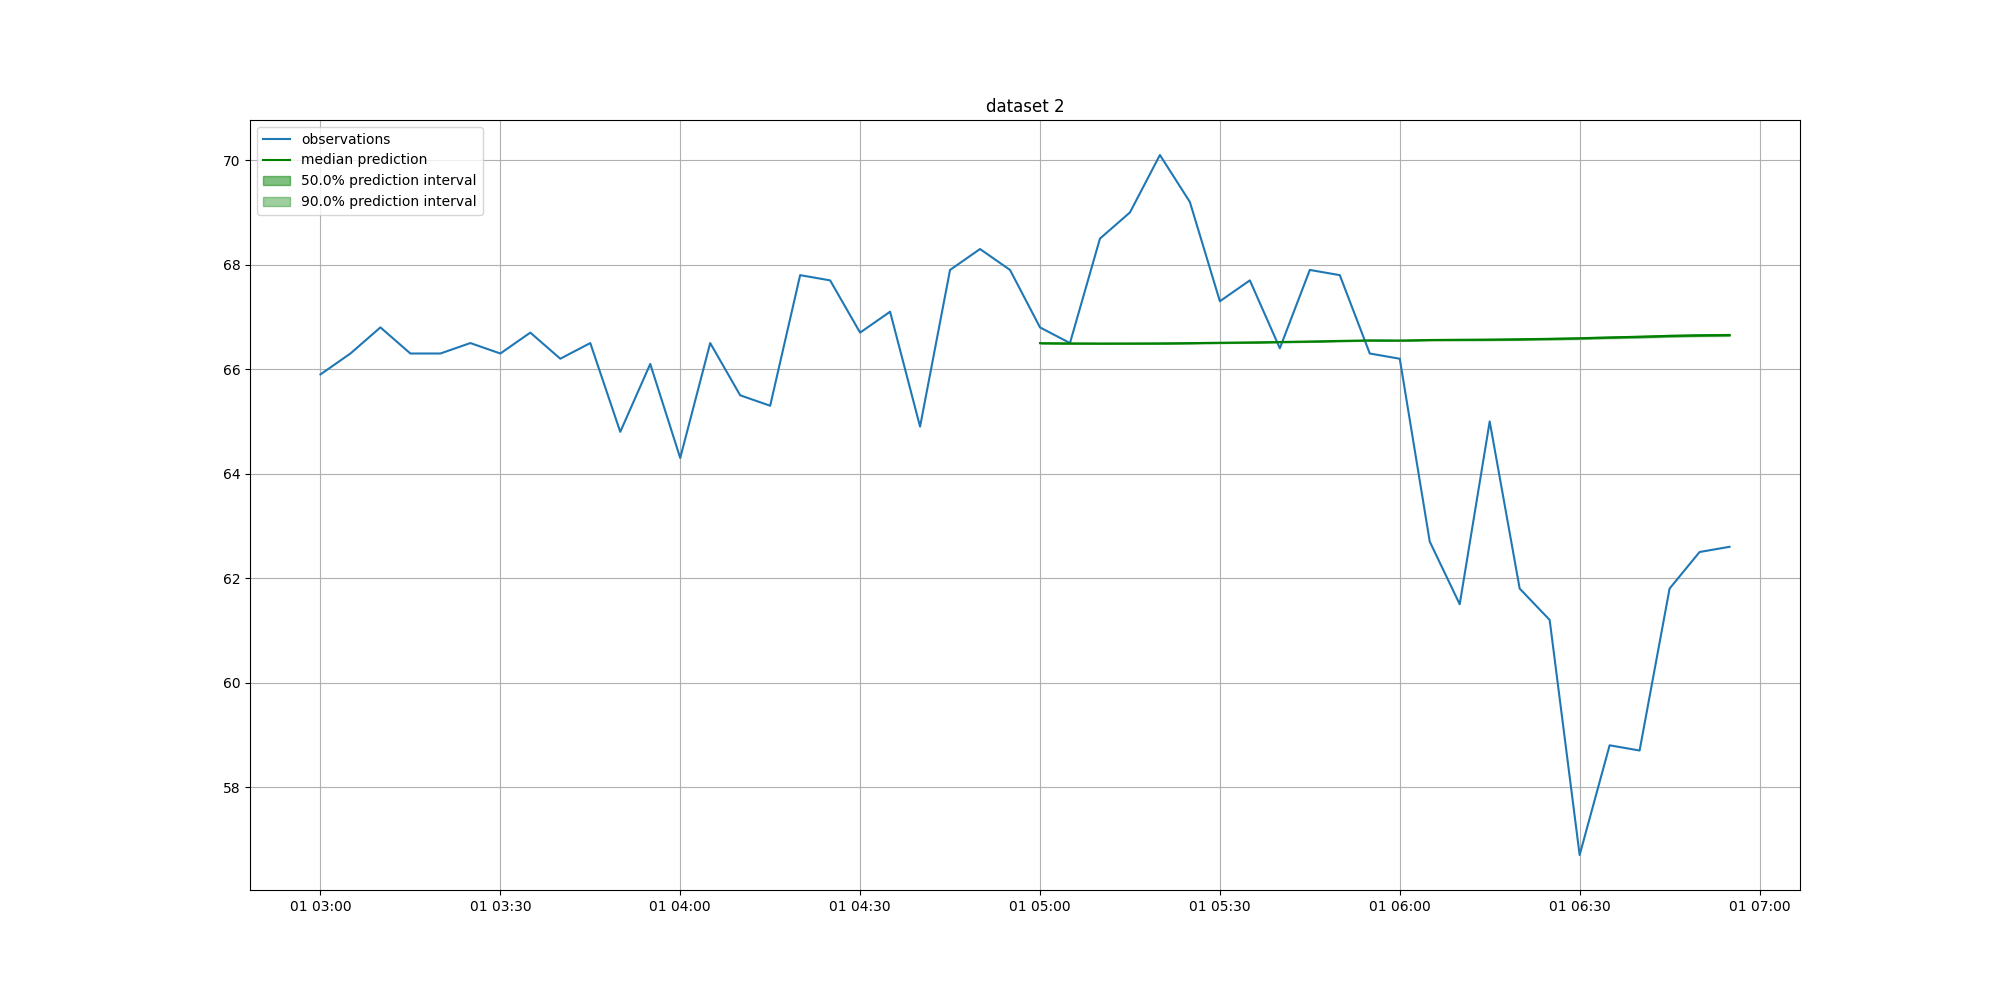 dataset 2
observations
median prediction
50.0% prediction interval
90.0% prediction interval
70
68
66
64
62
60
58
01 03:00 01 03:30 01 04:00 01 04:30 01 05:00 01 05:30 01 06:00 01 06:30 01 07:00